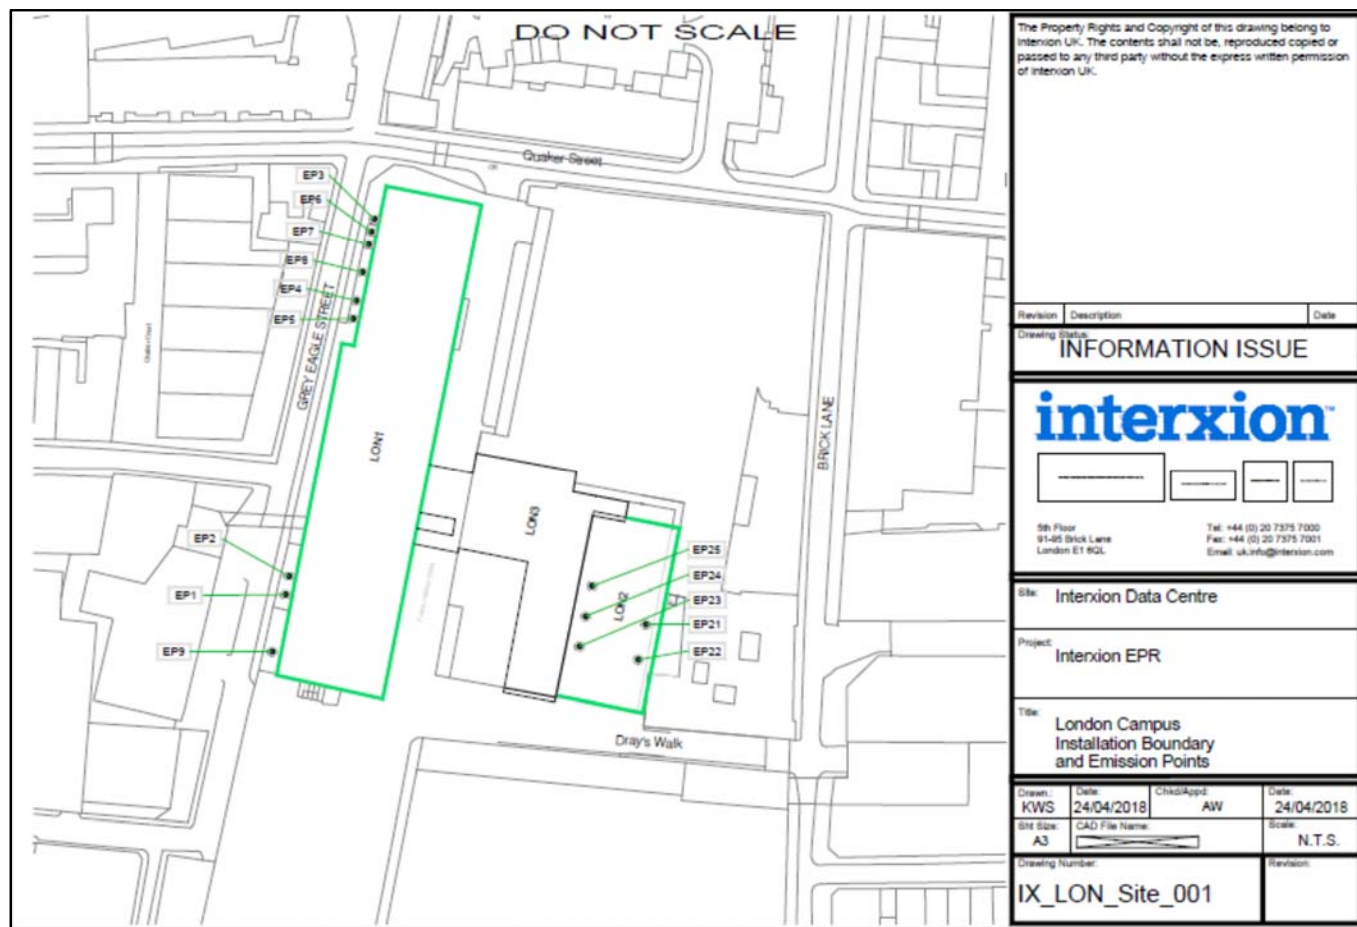 DO NOT SCALE
Quaker Street
EP3
EP6
EP7
EP8
EP4
EP5
GREY EAGLE STREET
Quaker Court
LON1
BRICK LANE
LON3
EP2
EP1
EP9
LON2
EP25
EP24
EP23
EP21
EP22
Dray's Walk
The Property Rights and Copyright of this drawing belong to
Interxion UK. The contents shall not be, reproduced copied or
passed to any third party without the express written permission
of Interxion UK.
Revision Description Date
Drawing Status:
INFORMATION ISSUE
interxion™
5th Floor Tel: +44 (0) 20 7375 7000
91-95 Brick Lane Fax: +44 (0) 20 7375 7001
London E1 6QL Email: uk.info@interxion.com
Site: Interxion Data Centre
Project:
Interxion EPR
Title:
London Campus
Installation Boundary
and Emission Points
Drawn.: Date: Chkd/Appd: Date:
KWS 24/04/2018 AW 24/04/2018
Sht Size: CAD File Name: Scale:
A3 N.T.S.
Drawing Number: Revision:
IX_LON_Site_001